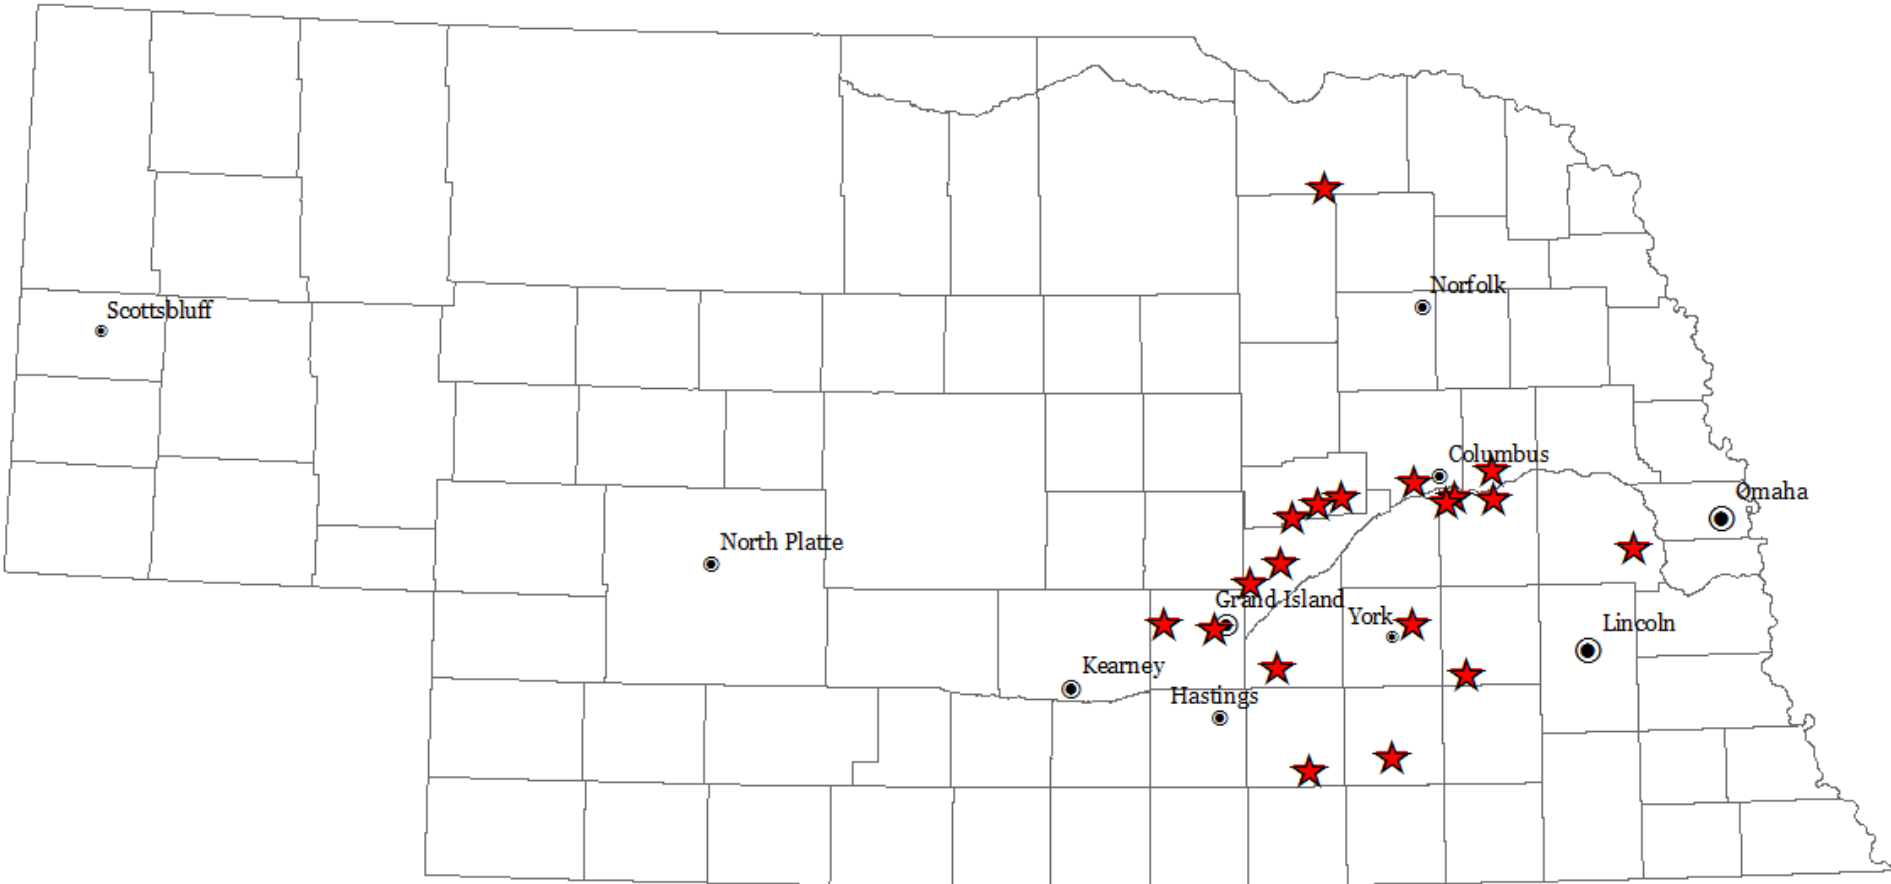 Norfolk
Scottsbluff
Columbus
Omaha
North Platte
Grand Island
York
Lincoln
Kearney
Hastings